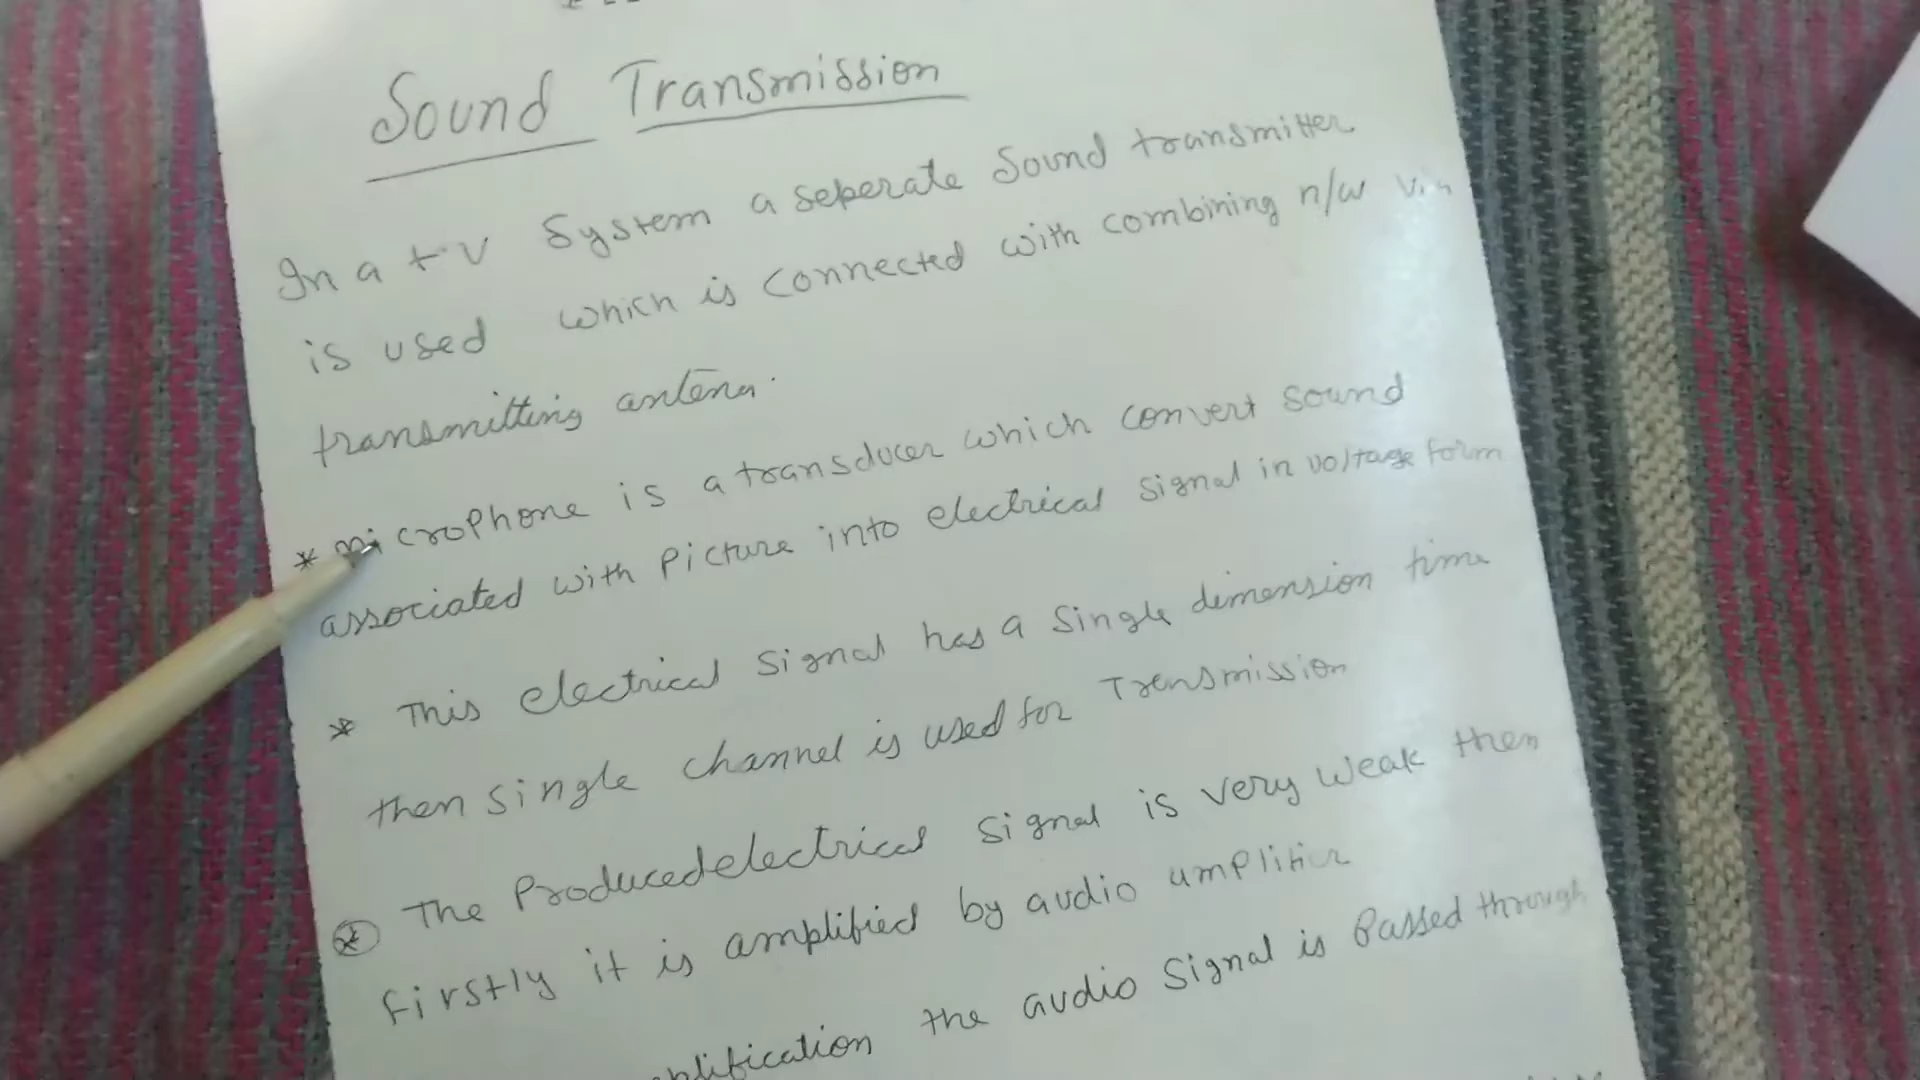 Sound Transmission
In a t.v System a seperate Sound transmitter
is used which is connected with combining n/w via
transmitting antena.
* microphone is a transducer which convert sound
associated with Picture into electrical signal in voltage form
* This electrical signal has a single dimension time
then single channel is used for Transmission
* The Produced electrical signal is very weak then
firstly it is amplified by audio amplifier
the audio signal is Passed through